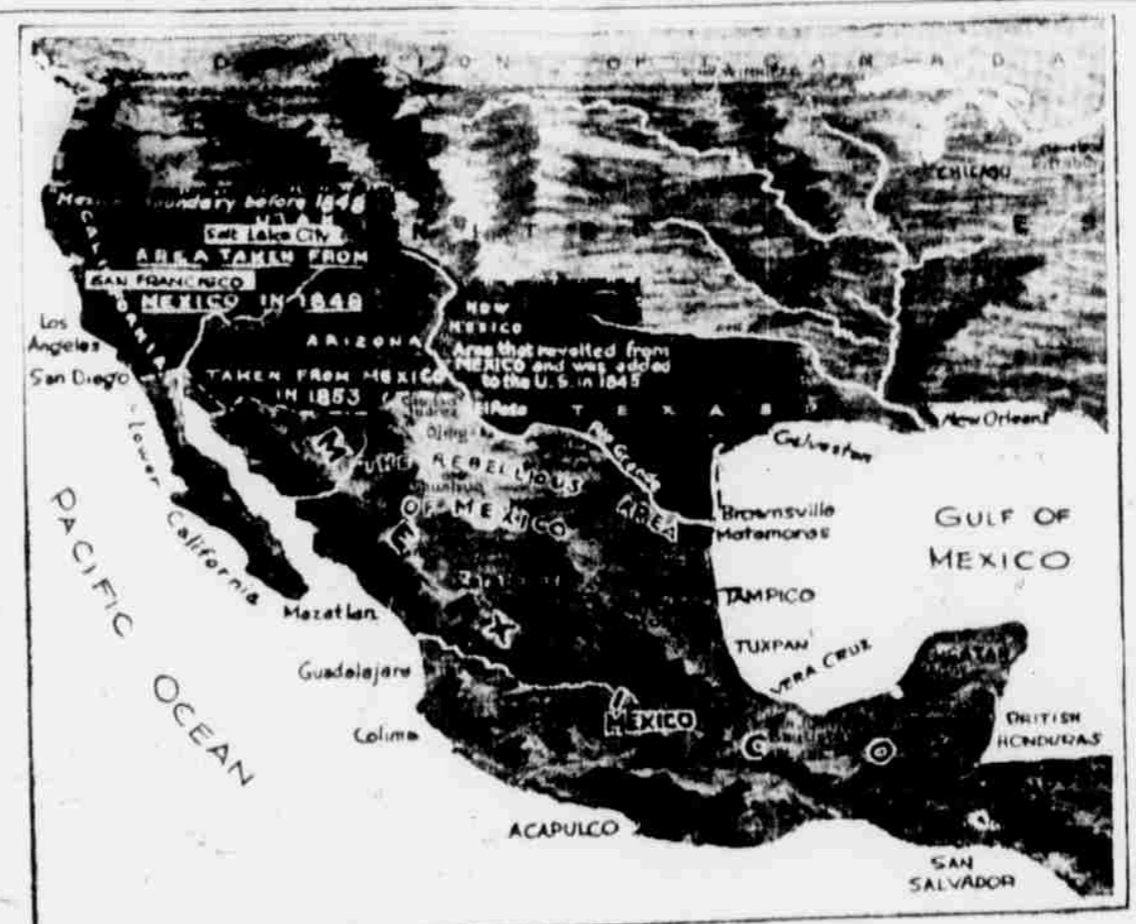 OF CANADA
CHICAGO
Boundary before 1848
UTAH
Salt Lake City
AREA TAKEN FROM
SAN FRANCISCO
MEXICO IN 1848
CALIFORNIA
Los
Angeles
San Diego
ARIZONA
NEW
MEXICO
Area that revolted from
MEXICO and was added
to the U.S. in 1845
TAKEN FROM MEXICO
IN 1853
El Paso
TEXAS
New Orleans
Galveston
Rio Grande
THE REBELLIOUS
AREA
OF MEXICO
Brownsville
Matamoras
GULF OF
MEXICO
Lower California
PACIFIC OCEAN
Mazatlan
TAMPICO
TUXPAN
VERA CRUZ
YUCATAN
Guadalajara
MEXICO
Colima
BRITISH
HONDURAS
MEXICO
ACAPULCO
SAN
SALVADOR